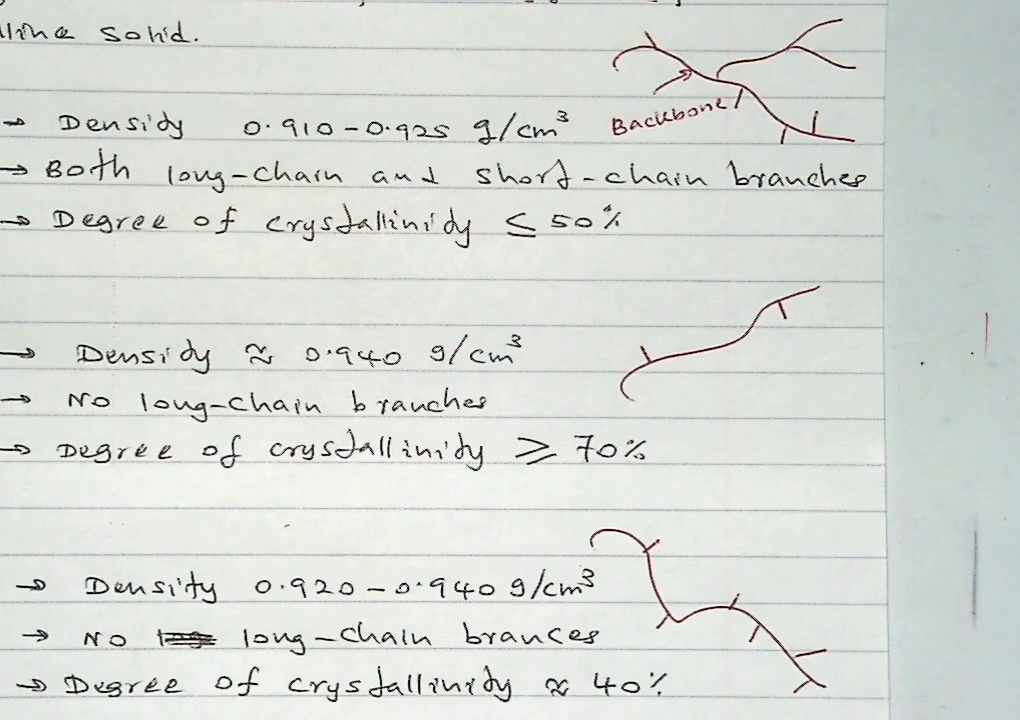 solid.
→ Density 0.910-0.925 g/cm³
Backbone
→ Both long-chain and short-chain branches
→ Degree of crystallinity ≤ 50%
→ Density ≈ 0.940 g/cm³
→ No long-chain branches
→ Degree of crystallinity ≥ 70%
→ Density 0.920-0.940 g/cm³
→ No long-chain brances
→ Degree of crystallinity ≈ 40%